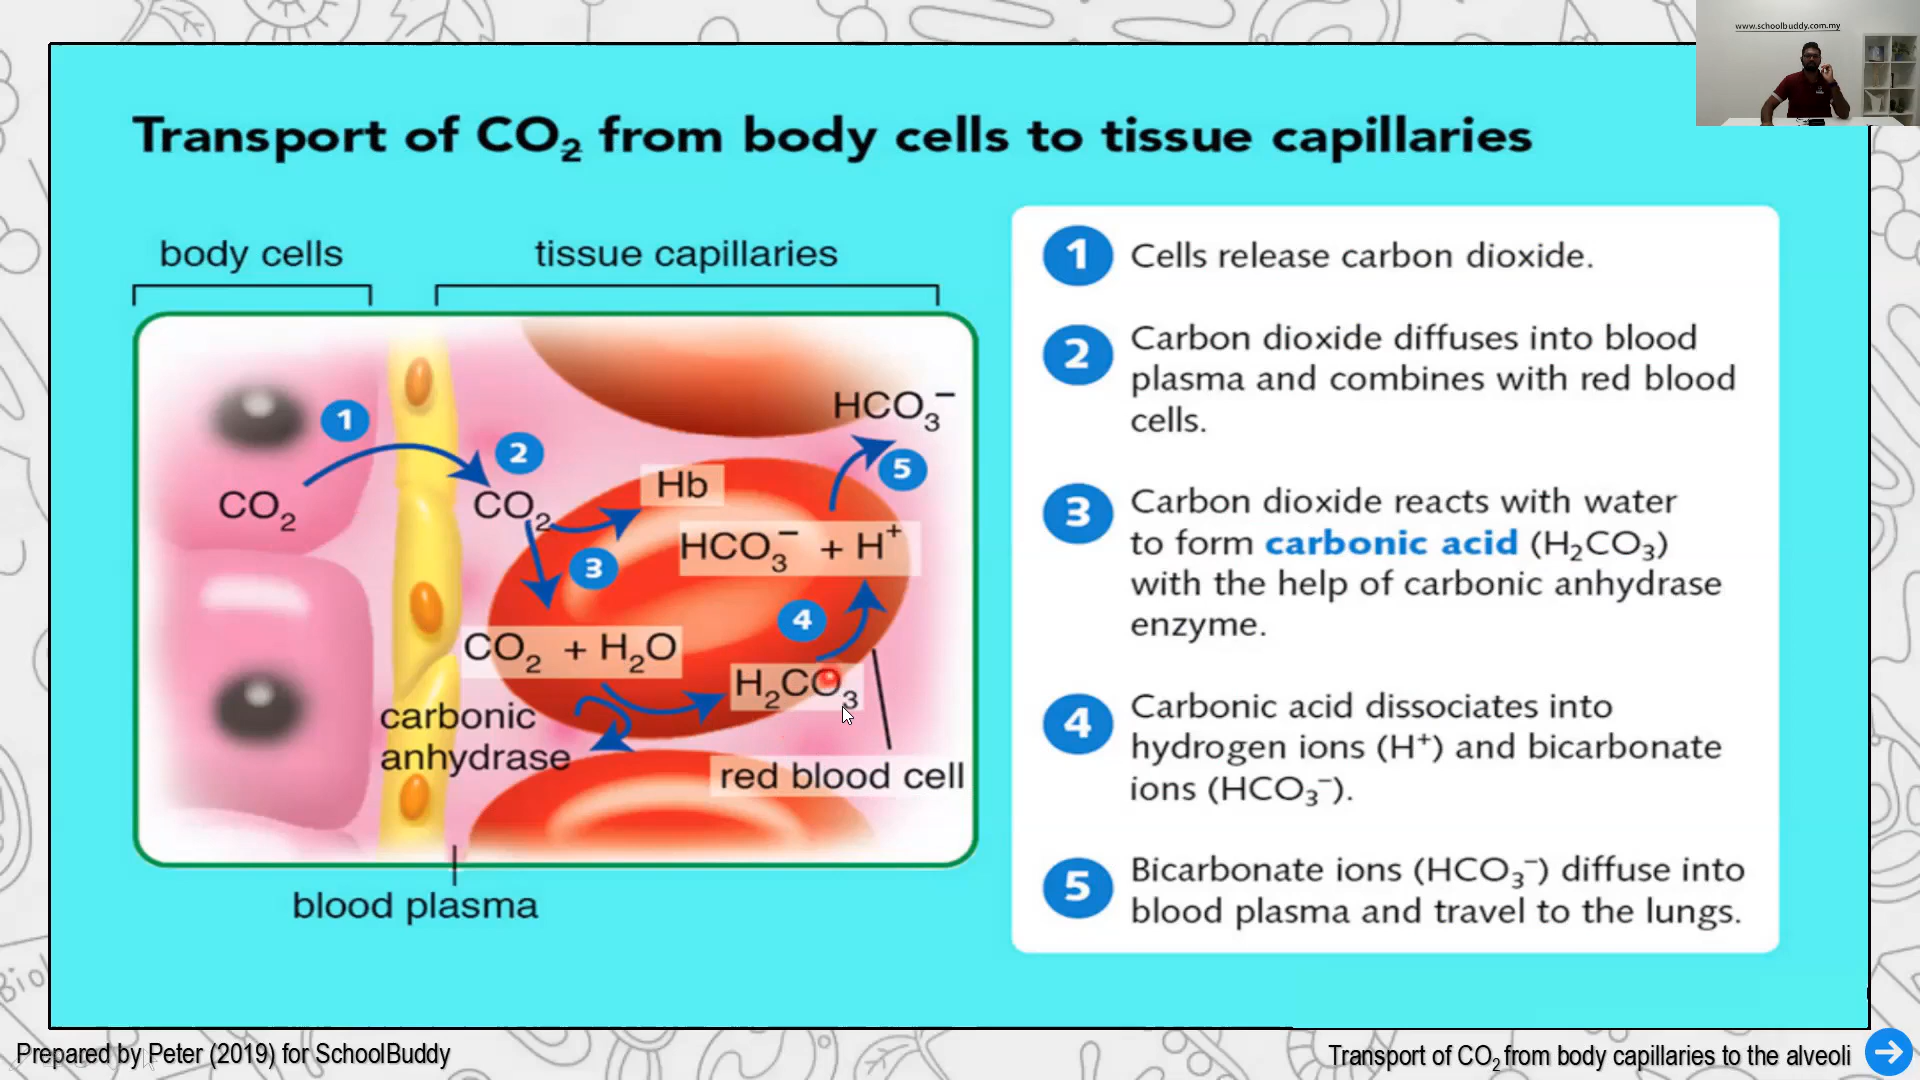 www.schoolbuddy.com.my
Transport of CO₂ from body cells to tissue capillaries
body cells
tissue capillaries
1
CO₂
2
CO₂
Hb
HCO₃⁻
5
HCO₃⁻ + H⁺
3
4
CO₂ + H₂O
H₂CO₃
carbonic
anhydrase
red blood cell
blood plasma
1 Cells release carbon dioxide.
2 Carbon dioxide diffuses into blood
plasma and combines with red blood
cells.
3 Carbon dioxide reacts with water
to form carbonic acid (H₂CO₃)
with the help of carbonic anhydrase
enzyme.
4 Carbonic acid dissociates into
hydrogen ions (H⁺) and bicarbonate
ions (HCO₃⁻).
5 Bicarbonate ions (HCO₃⁻) diffuse into
blood plasma and travel to the lungs.
Prepared by Peter (2019) for SchoolBuddy
Transport of CO₂ from body capillaries to the alveoli